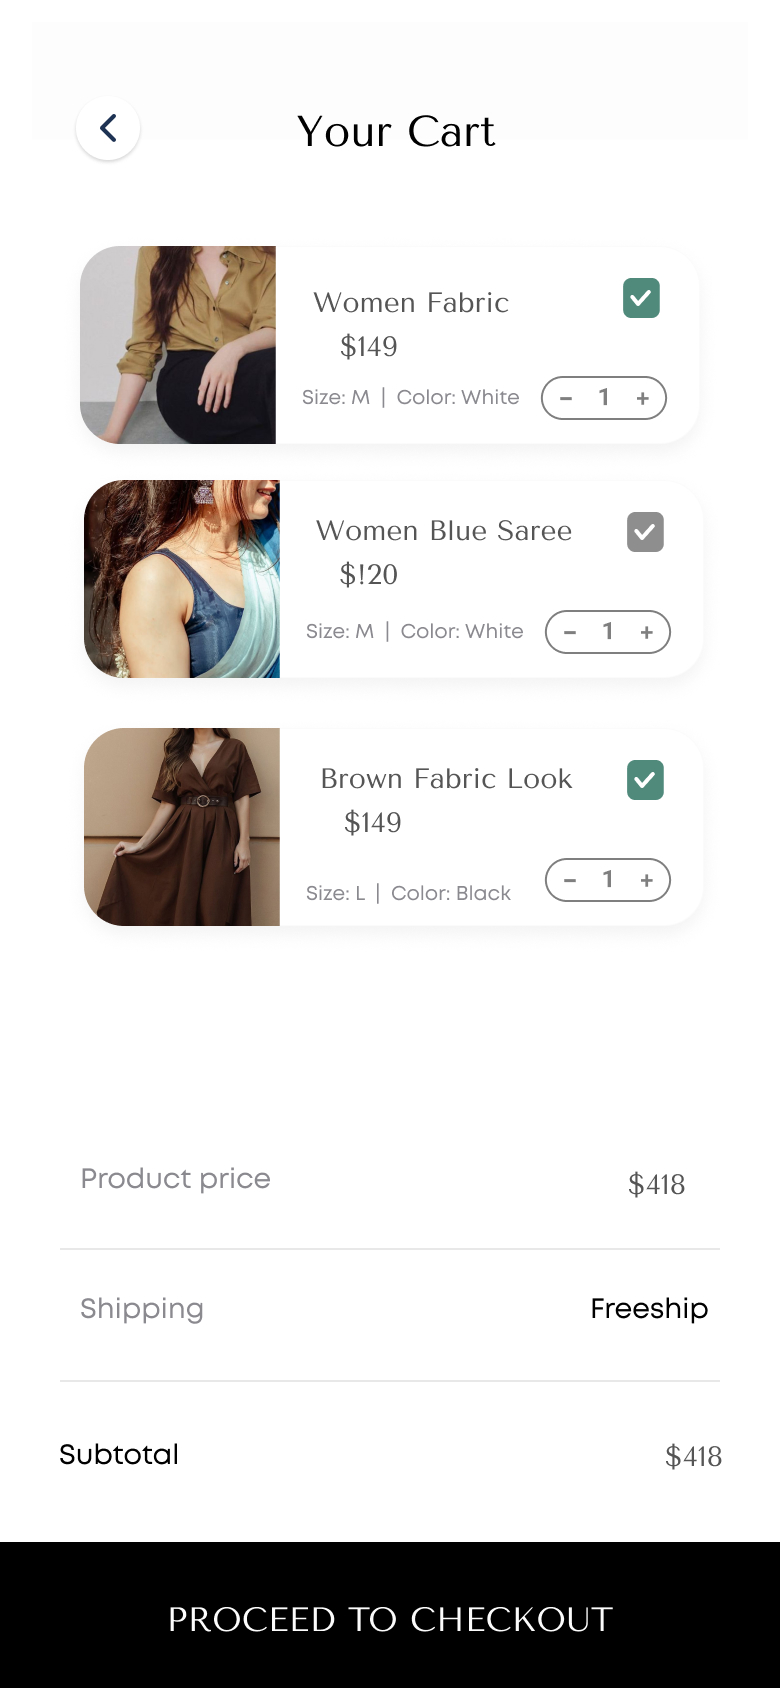 Your Cart
Women Fabric
$149
Size: M | Color: White
− 1 +
Women Blue Saree
$!20
Size: M | Color: White
− 1 +
Brown Fabric Look
$149
Size: L | Color: Black
− 1 +
Product price $418
Shipping Freeship
Subtotal $418
PROCEED TO CHECKOUT